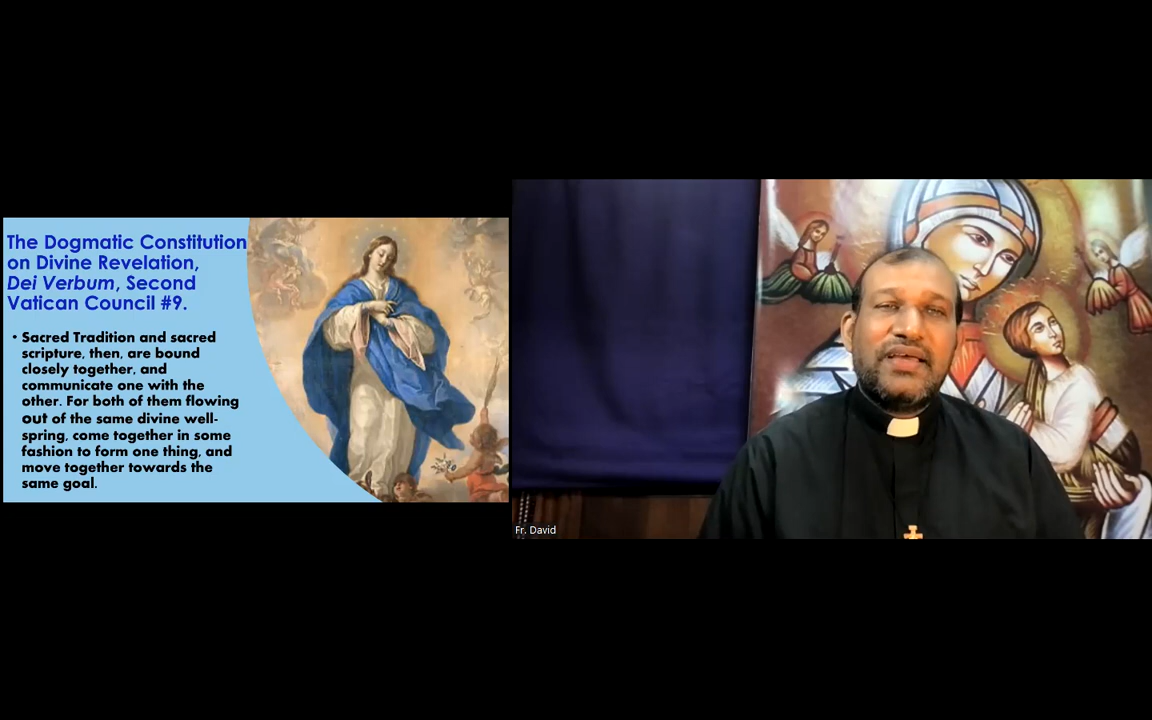 The Dogmatic Constitution
on Divine Revelation,
Dei Verbum, Second
Vatican Council #9.
• Sacred Tradition and sacred
scripture, then, are bound
closely together, and
communicate one with the
other. For both of them flowing
out of the same divine well-
spring, come together in some
fashion to form one thing, and
move together towards the
same goal.
Fr. David